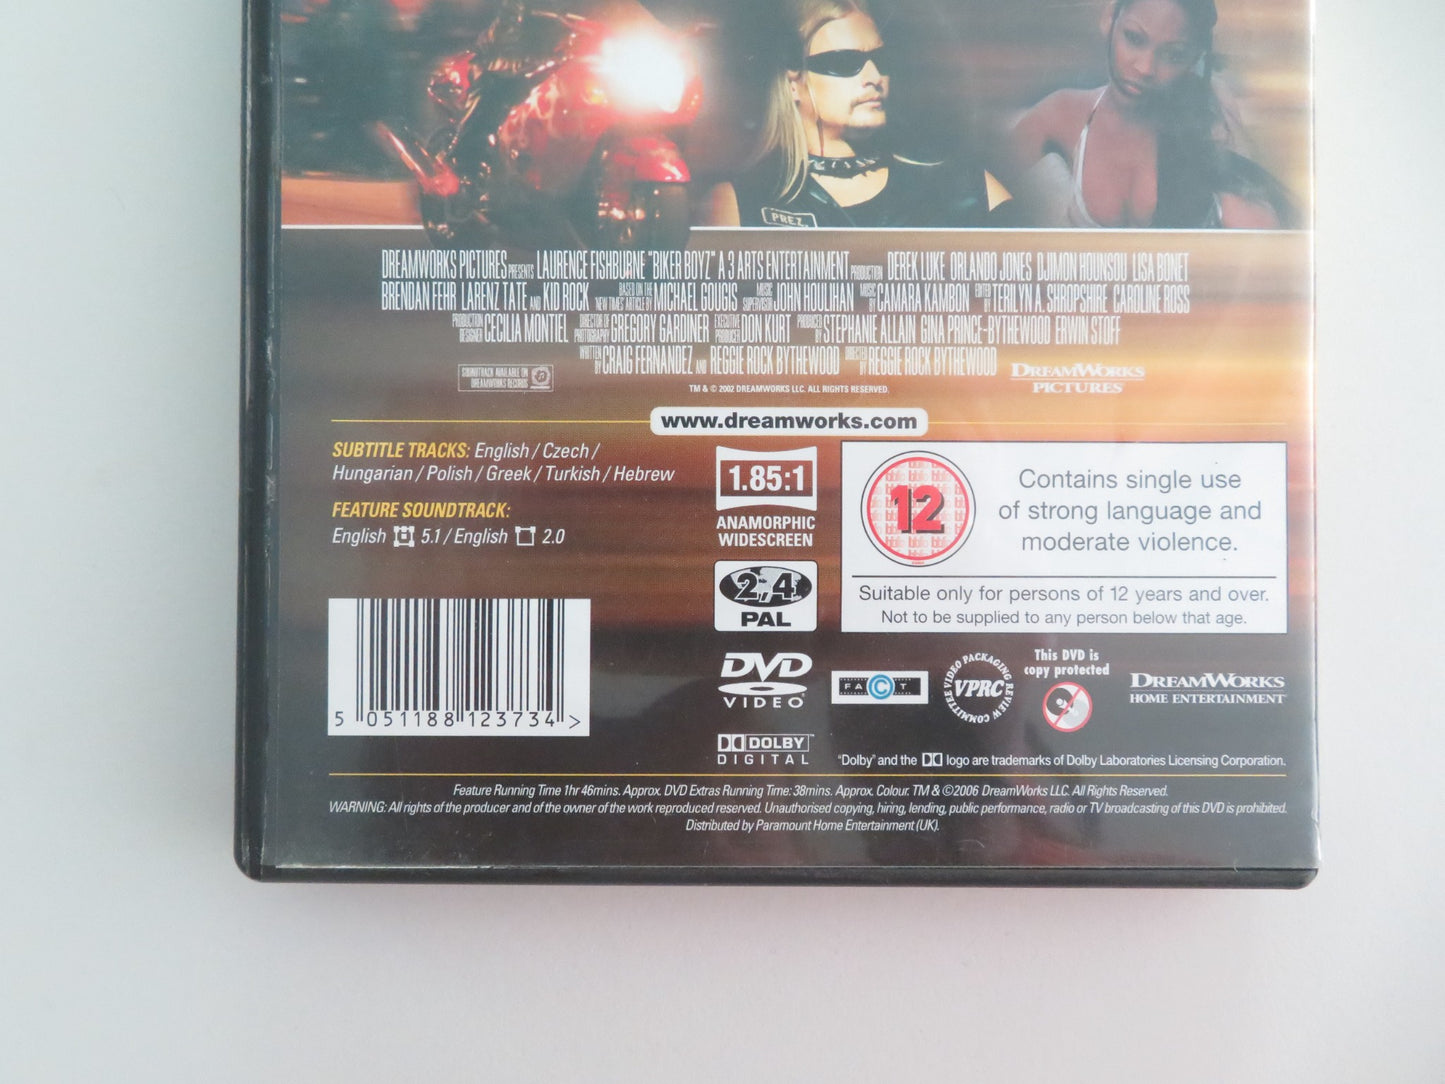 PREZ.
DREAMWORKS PICTURES PRESENTS LAURENCE FISHBURNE "BIKER BOYZ" A 3 ARTS ENTERTAINMENT PRODUCTION DEREK LUKE ORLANDO JONES DJIMON HOUNSOU LISA BONET
BRENDAN FEHR LARENZ TATE AND KID ROCK BASED ON THE "NEW TIMES" ARTICLE BY MICHAEL GOUGIS MUSIC SUPERVISION JOHN HOULIHAN MUSIC BY CAMARA KAMBON EDITED BY TERILYN A. SHROPSHIRE CAROLINE ROSS
PRODUCTION DESIGNER CECILIA MONTIEL DIRECTOR OF PHOTOGRAPHY GREGORY GARDINER EXECUTIVE PRODUCER DON KURT PRODUCED BY STEPHANIE ALLAIN GINA PRINCE-BYTHEWOOD ERWIN STOFF
WRITTEN BY CRAIG FERNANDEZ AND REGGIE ROCK BYTHEWOOD DIRECTED BY REGGIE ROCK BYTHEWOOD
SOUNDTRACK AVAILABLE ON
DREAMWORKS RECORDS
DREAMWORKS
PICTURES
TM & © 2002 DREAMWORKS LLC. ALL RIGHTS RESERVED.
www.dreamworks.com
SUBTITLE TRACKS: English / Czech /
Hungarian / Polish / Greek / Turkish / Hebrew
FEATURE SOUNDTRACK:
English 5.1 / English 2.0
1.85:1
ANAMORPHIC
WIDESCREEN
2,4
PAL
12
Contains single use
of strong language and
moderate violence.
Suitable only for persons of 12 years and over.
Not to be supplied to any person below that age.
5 051188 123734 >
DVD
VIDEO
FACT
VIDEO PACKAGING REVIEW COMMITTEE
VPRC
This DVD is
copy protected
DREAMWORKS
HOME ENTERTAINMENT
DOLBY
DIGITAL
"Dolby" and the logo are trademarks of Dolby Laboratories Licensing Corporation.
Feature Running Time 1hr 46mins. Approx. DVD Extras Running Time: 38mins. Approx. Colour. TM & ©2006 DreamWorks LLC. All Rights Reserved.
WARNING: All rights of the producer and of the owner of the work reproduced reserved. Unauthorised copying, hiring, lending, public performance, radio or TV broadcasting of this DVD is prohibited.
Distributed by Paramount Home Entertainment (UK).